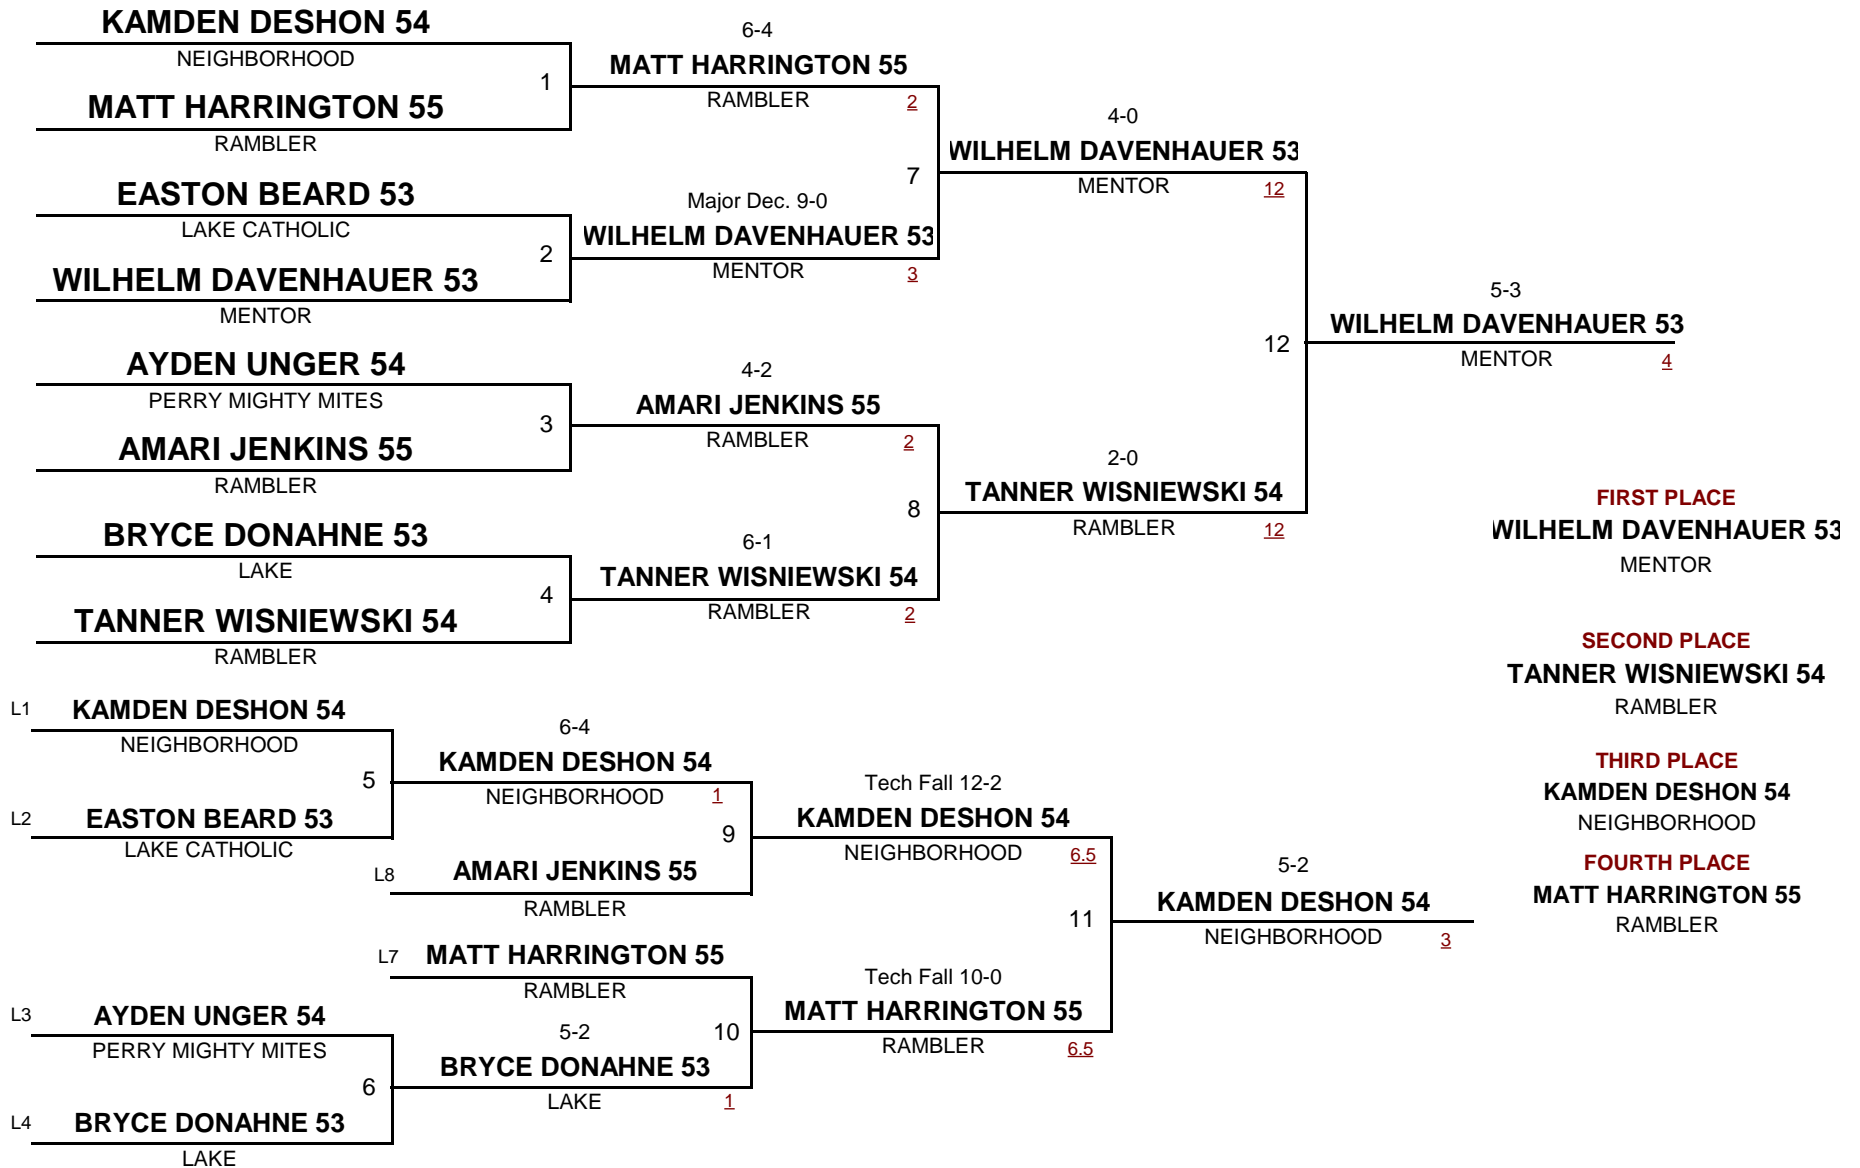 KAMDEN DESHON 54
NEIGHBORHOOD
1
MATT HARRINGTON 55
RAMBLER
EASTON BEARD 53
LAKE CATHOLIC
2
WILHELM DAVENHAUER 53
MENTOR
AYDEN UNGER 54
PERRY MIGHTY MITES
3
AMARI JENKINS 55
RAMBLER
BRYCE DONAHNE 53
LAKE
4
TANNER WISNIEWSKI 54
RAMBLER
6-4
MATT HARRINGTON 55
RAMBLER 2
7
Major Dec. 9-0
WILHELM DAVENHAUER 53
MENTOR 3
4-2
AMARI JENKINS 55
RAMBLER 2
8
6-1
TANNER WISNIEWSKI 54
RAMBLER 2
4-0
WILHELM DAVENHAUER 53
MENTOR 12
12
2-0
TANNER WISNIEWSKI 54
RAMBLER 12
5-3
WILHELM DAVENHAUER 53
MENTOR 4
L1 KAMDEN DESHON 54
NEIGHBORHOOD
5
L2 EASTON BEARD 53
LAKE CATHOLIC
6-4
KAMDEN DESHON 54
NEIGHBORHOOD 1
9
L8 AMARI JENKINS 55
RAMBLER
L7 MATT HARRINGTON 55
RAMBLER
10
L3 AYDEN UNGER 54
PERRY MIGHTY MITES
6
L4 BRYCE DONAHNE 53
LAKE
5-2
BRYCE DONAHNE 53
LAKE 1
Tech Fall 12-2
KAMDEN DESHON 54
NEIGHBORHOOD 6.5
11
Tech Fall 10-0
MATT HARRINGTON 55
RAMBLER 6.5
5-2
KAMDEN DESHON 54
NEIGHBORHOOD 3
FIRST PLACE
WILHELM DAVENHAUER 53
MENTOR
SECOND PLACE
TANNER WISNIEWSKI 54
RAMBLER
THIRD PLACE
KAMDEN DESHON 54
NEIGHBORHOOD
FOURTH PLACE
MATT HARRINGTON 55
RAMBLER